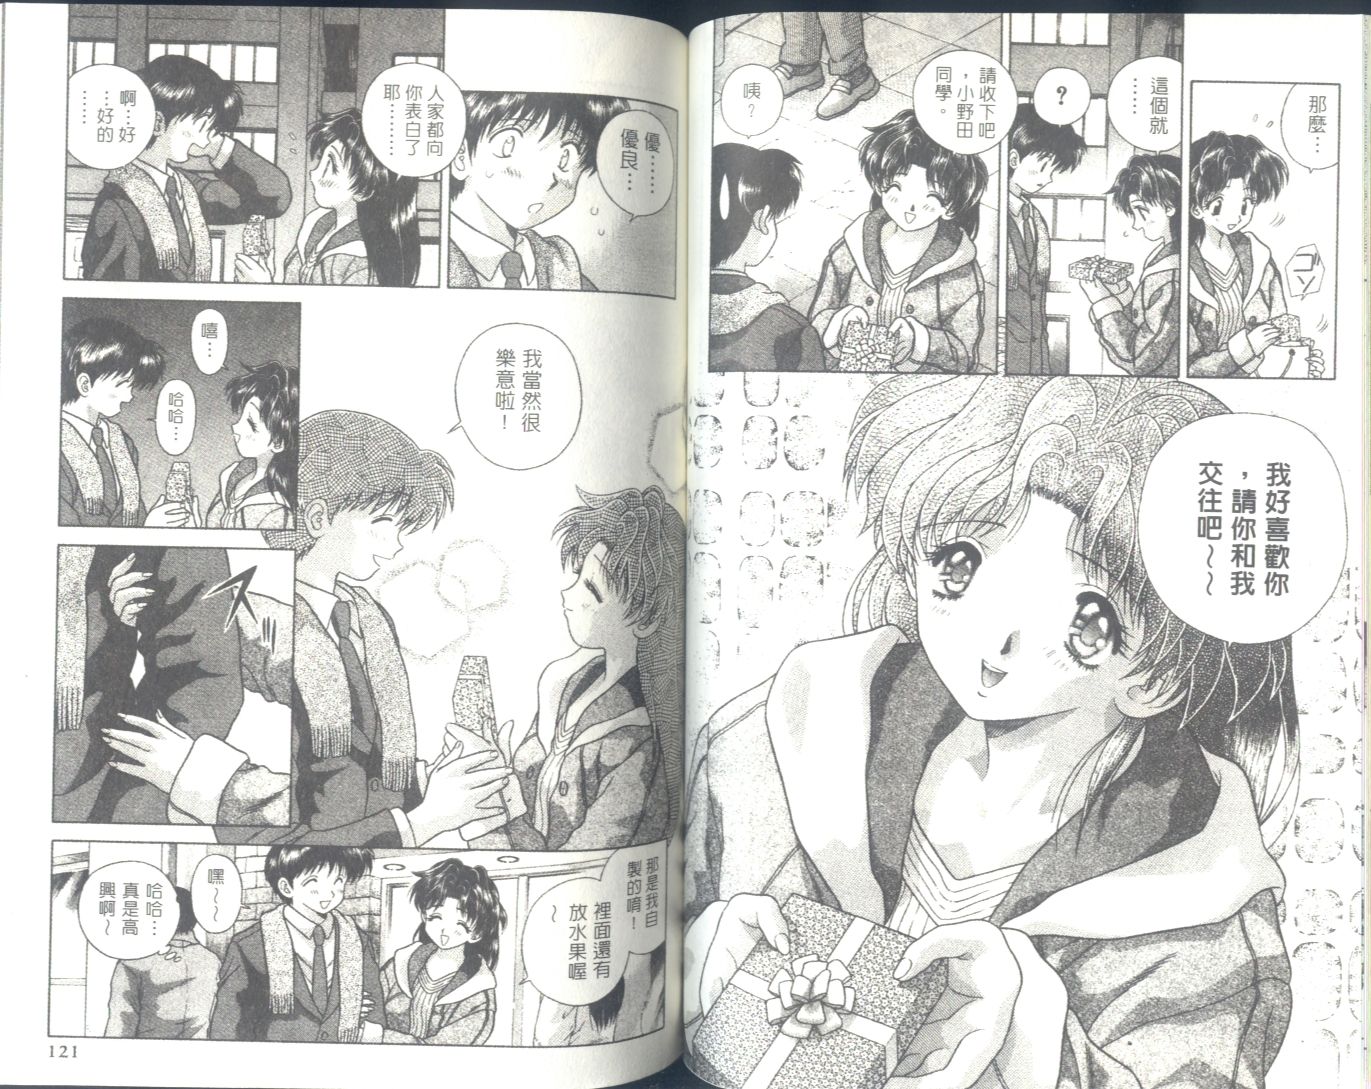 那麼…
ゴソ
這個就
……
？
請收下吧
，小野田
同學。
咦？
我好喜歡你
，請你和我
交往吧～～
優……
優良…
人家都向
你表白了
耶………
啊…好
…好的
我當然很
樂意啦！
嘻…
哈哈…
那是我自
製的唷！
裡面還有
放水果喔
～
嘿～～
哈哈…
真是高
興啊～
121